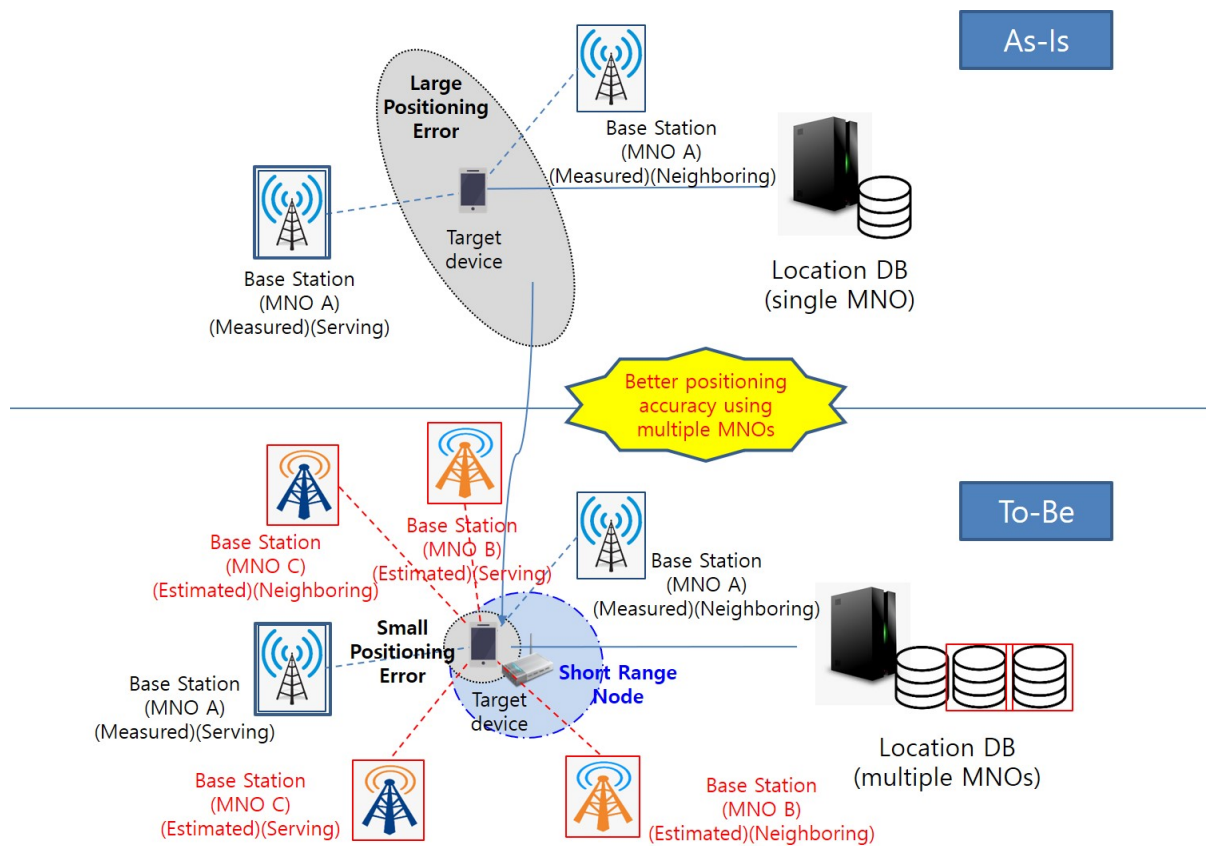 As-Is
Large
Positioning
Error
Base Station
(MNO A)
(Measured)(Neighboring)
Target
device
Base Station
(MNO A)
(Measured)(Serving)
Location DB
(single MNO)
Better positioning
accuracy using
multiple MNOs
To-Be
Base Station
(MNO C)
(Estimated)(Neighboring)
Base Station
(MNO B)
(Estimated)(Serving)
Base Station
(MNO A)
(Measured)(Neighboring)
Small
Positioning
Error
Short Range
Node
Target
device
Base Station
(MNO A)
(Measured)(Serving)
Location DB
(multiple MNOs)
Base Station
(MNO C)
(Estimated)(Serving)
Base Station
(MNO B)
(Estimated)(Neighboring)